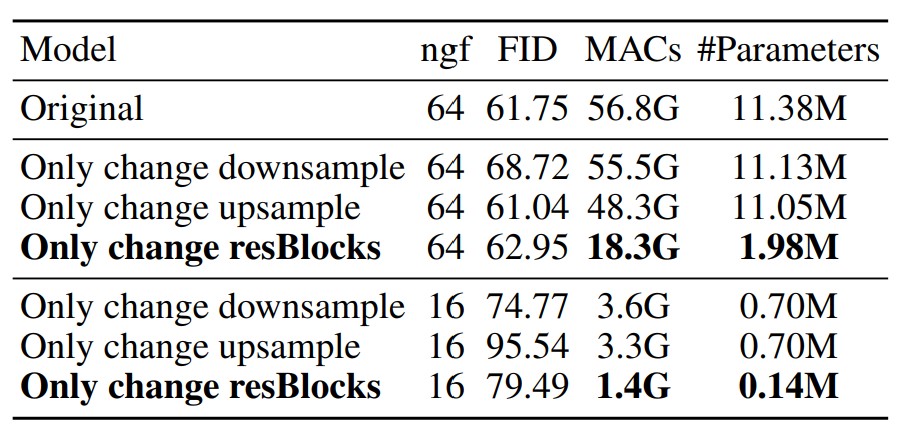 Model ngf FID MACs #Parameters
Original 64 61.75 56.8G 11.38M
Only change downsample 64 68.72 55.5G 11.13M
Only change upsample 64 61.04 48.3G 11.05M
Only change resBlocks 64 62.95 18.3G 1.98M
Only change downsample 16 74.77 3.6G 0.70M
Only change upsample 16 95.54 3.3G 0.70M
Only change resBlocks 16 79.49 1.4G 0.14M